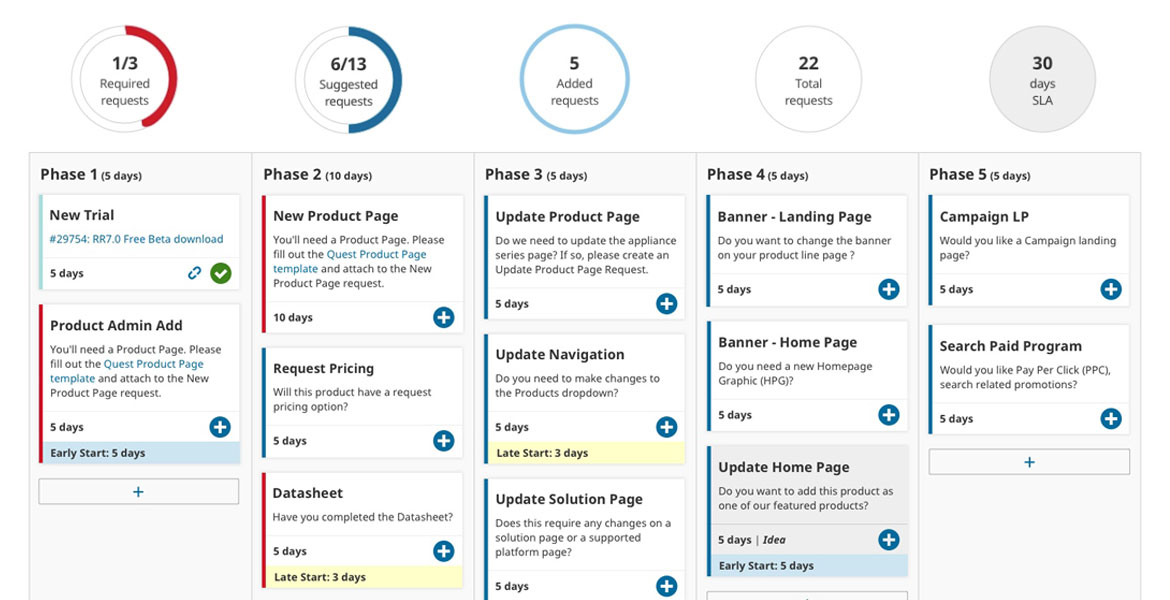 1/3
Required
requests
6/13
Suggested
requests
5
Added
requests
22
Total
requests
30
days
SLA
Phase 1 (5 days)
New Trial
#29754: RR7.0 Free Beta download
5 days
Product Admin Add
You'll need a Product Page. Please
fill out the Quest Product Page
template and attach to the New
Product Page request.
5 days
Early Start: 5 days
+
Phase 2 (10 days)
New Product Page
You'll need a Product Page. Please
fill out the Quest Product Page
template and attach to the New
Product Page request.
10 days
Request Pricing
Will this product have a request
pricing option?
5 days
Datasheet
Have you completed the Datasheet?
5 days
Late Start: 3 days
Phase 3 (5 days)
Update Product Page
Do we need to update the appliance
series page? If so, please create an
Update Product Page Request.
5 days
Update Navigation
Do you need to make changes to
the Products dropdown?
5 days
Late Start: 3 days
Update Solution Page
Does this require any changes on a
solution page or a supported
platform page?
5 days
Phase 4 (5 days)
Banner - Landing Page
Do you want to change the banner
on your product line page ?
5 days
Banner - Home Page
Do you need a new Homepage
Graphic (HPG)?
5 days
Update Home Page
Do you want to add this product as
one of our featured products?
5 days | Idea
Early Start: 5 days
Phase 5 (5 days)
Campaign LP
Would you like a Campaign landing
page?
5 days
Search Paid Program
Would you like Pay Per Click (PPC),
search related promotions?
5 days
+